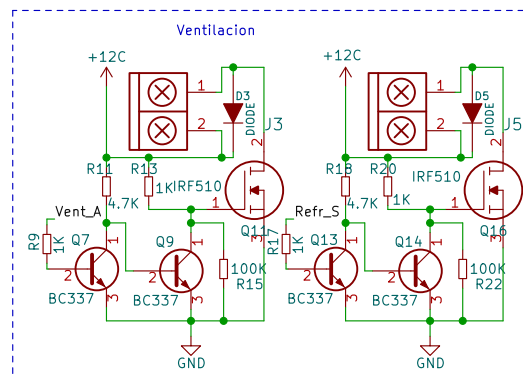 Ventilacion
+12C
1
2
D3
DIODE
J3
2
R11
4.7K
R13
1K
IRF510
1
Q11
3
Vent_A
R9
1K
Q7
1
2
3
BC337
Q9
1
2
3
BC337
100K
R15
GND
+12C
1
2
D5
DIODE
J5
2
R18
4.7K
R20
1K
IRF510
1
Q16
3
Refr_S
R17
1K
Q13
1
2
3
BC337
Q14
1
2
3
BC337
100K
R22
GND